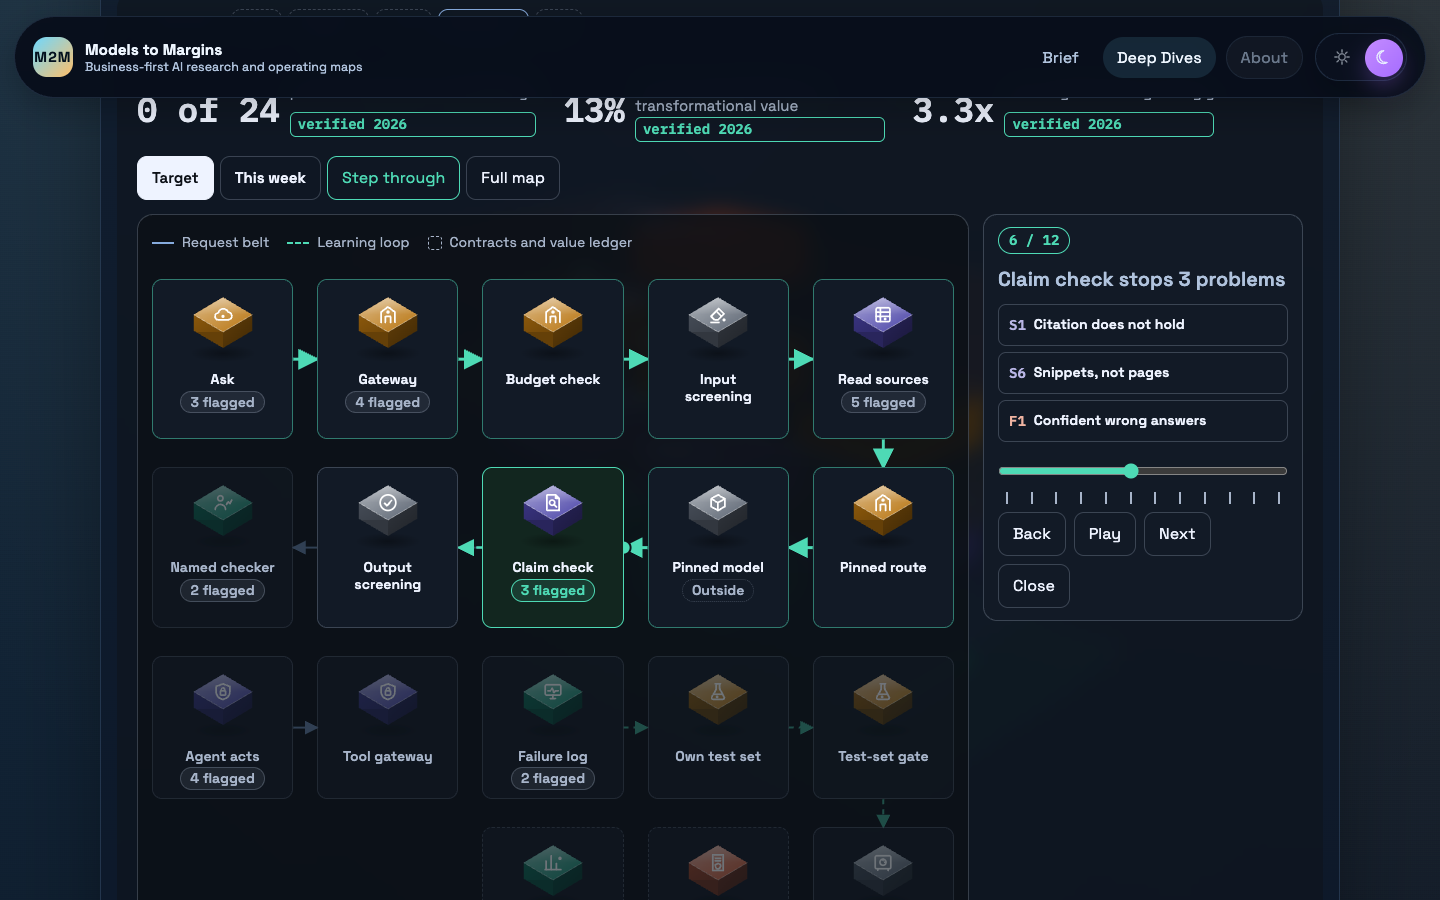 M2M
Models to Margins
Business-first AI research and operating maps
Brief
Deep Dives
About
0 of 24
verified 2026
13%
transformational value
verified 2026
3.3x
verified 2026
Target
This week
Step through
Full map
Request belt
Learning loop
Contracts and value ledger
Ask
3 flagged
Gateway
4 flagged
Budget check
Input
screening
Read sources
5 flagged
Named checker
2 flagged
Output
screening
Claim check
3 flagged
Pinned model
Outside
Pinned route
Agent acts
4 flagged
Tool gateway
Failure log
2 flagged
Own test set
Test-set gate
6 / 12
Claim check stops 3 problems
S1 Citation does not hold
S6 Snippets, not pages
F1 Confident wrong answers
Back
Play
Next
Close